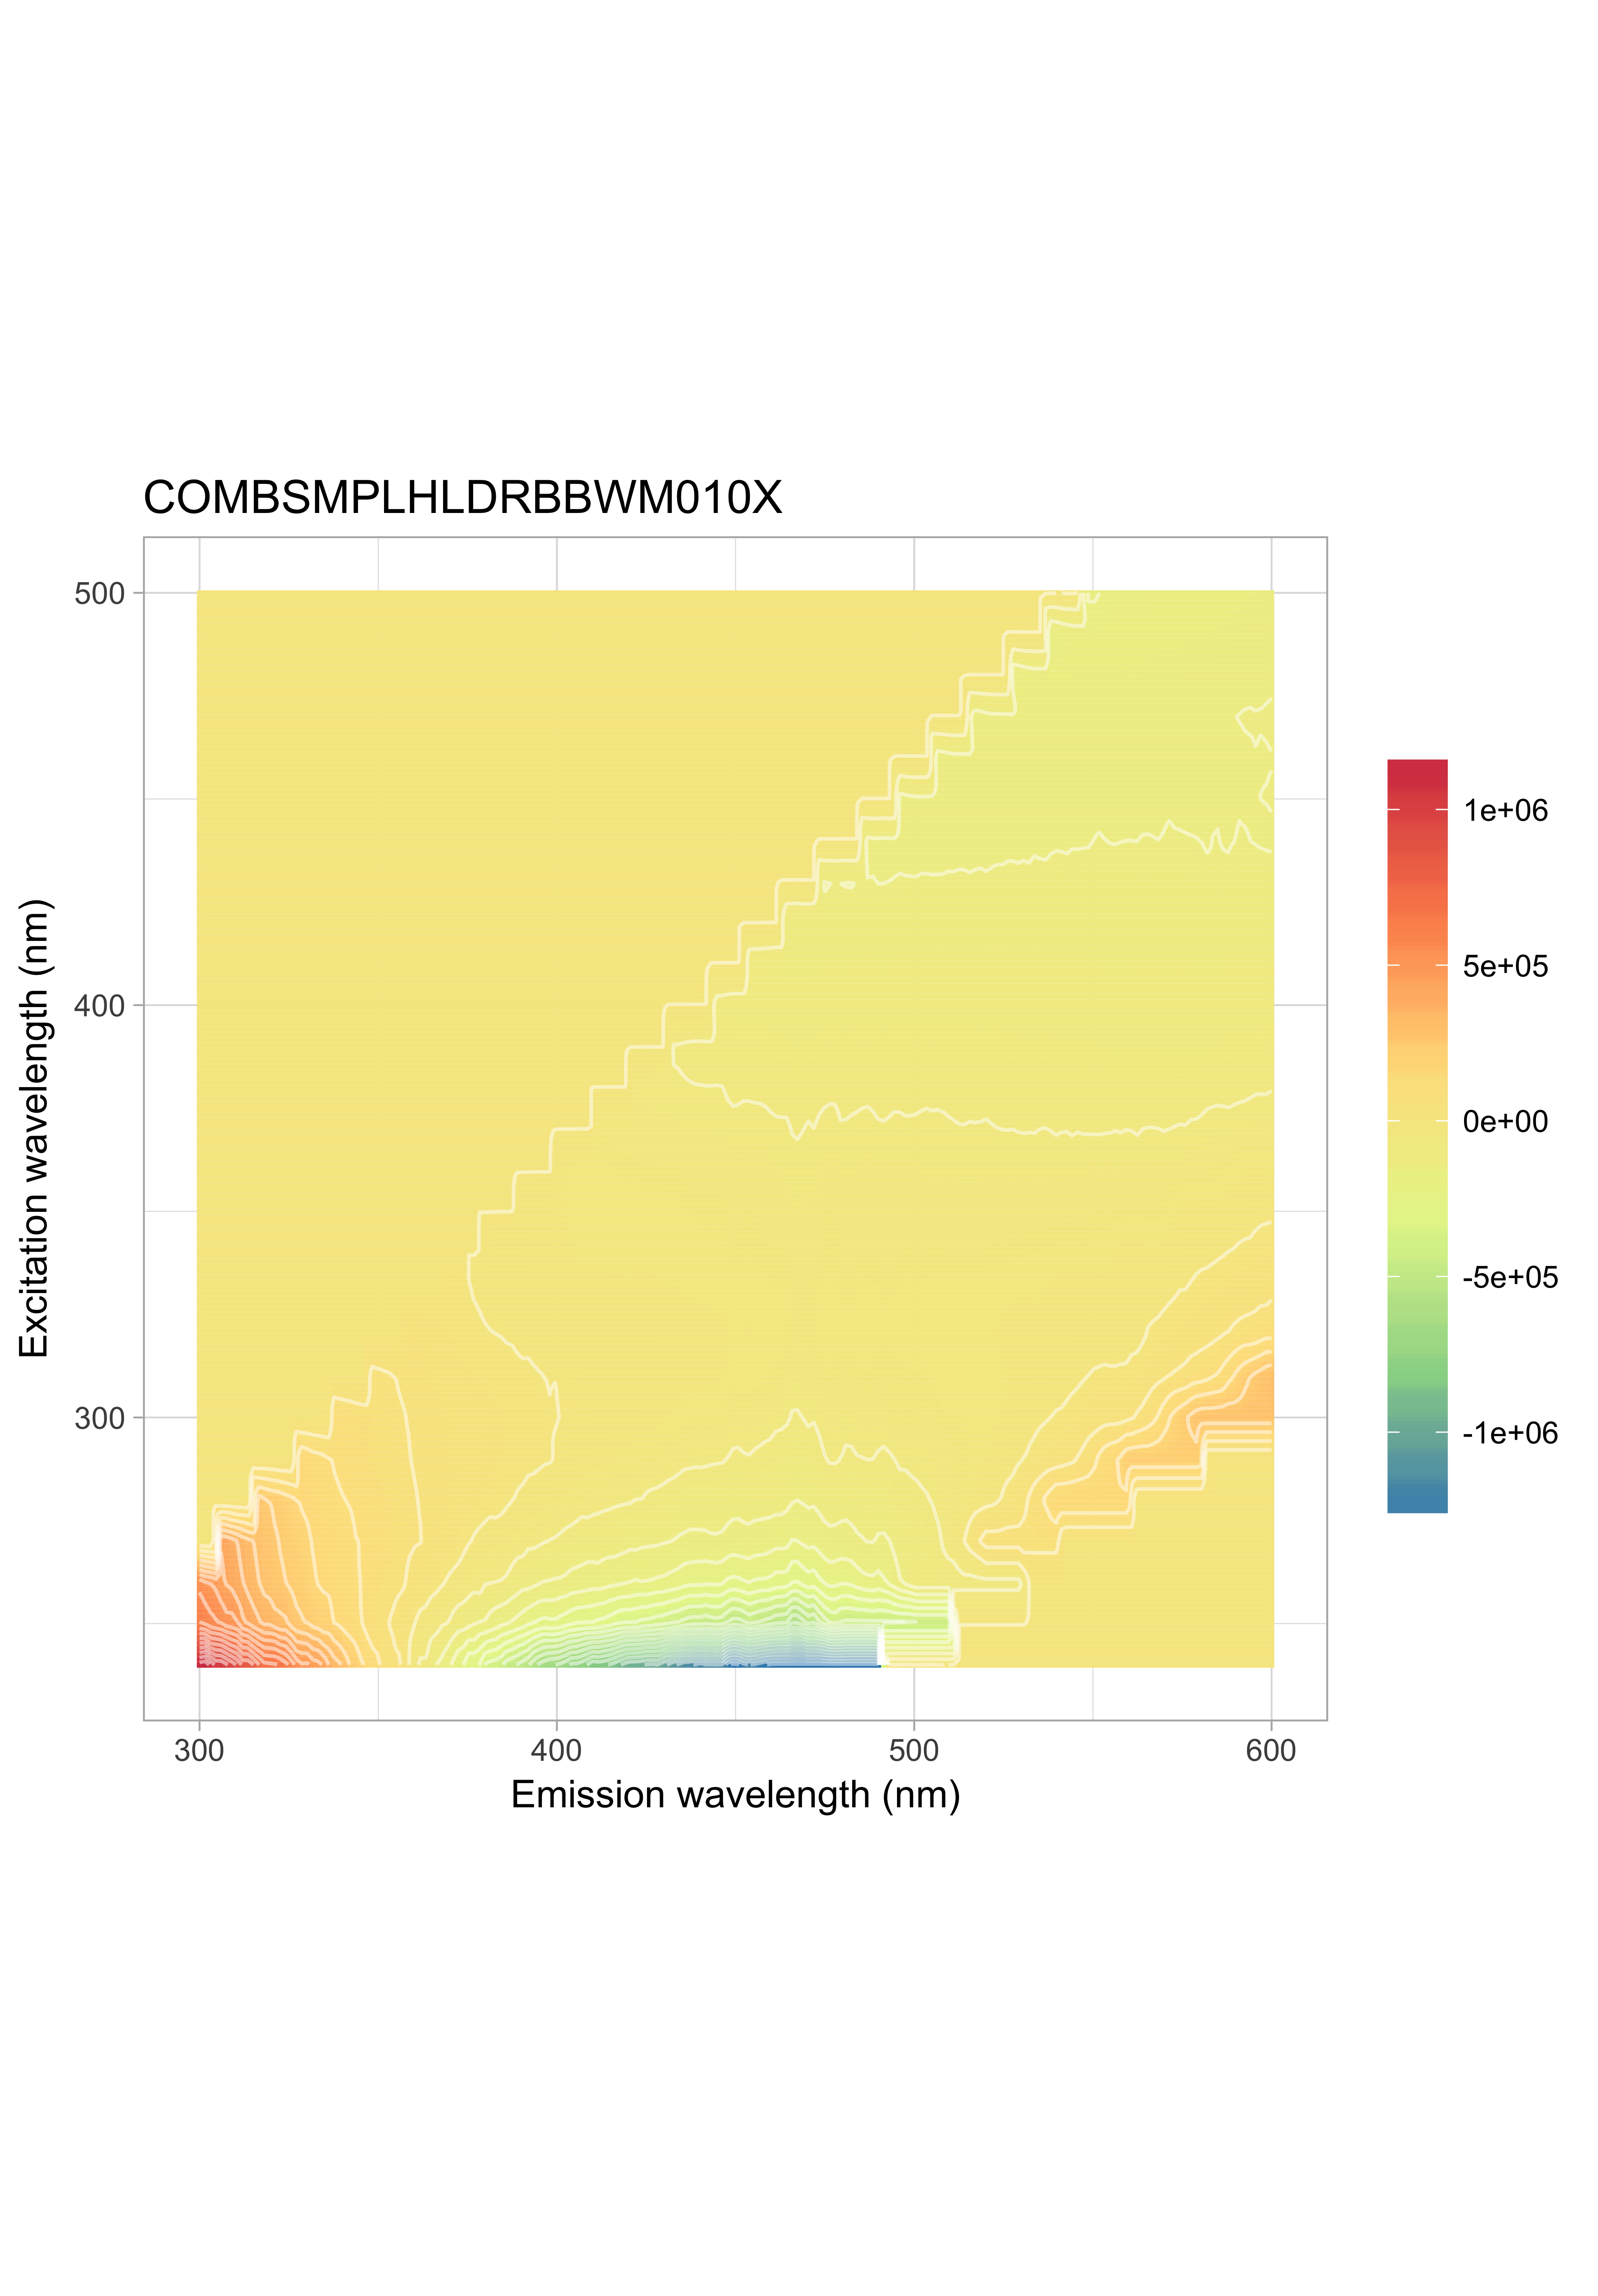 COMBSMPLHLDRBBWM010X
500
400
300
Excitation wavelength (nm)
300 400 500 600
Emission wavelength (nm)
1e+06
5e+05
0e+00
-5e+05
-1e+06